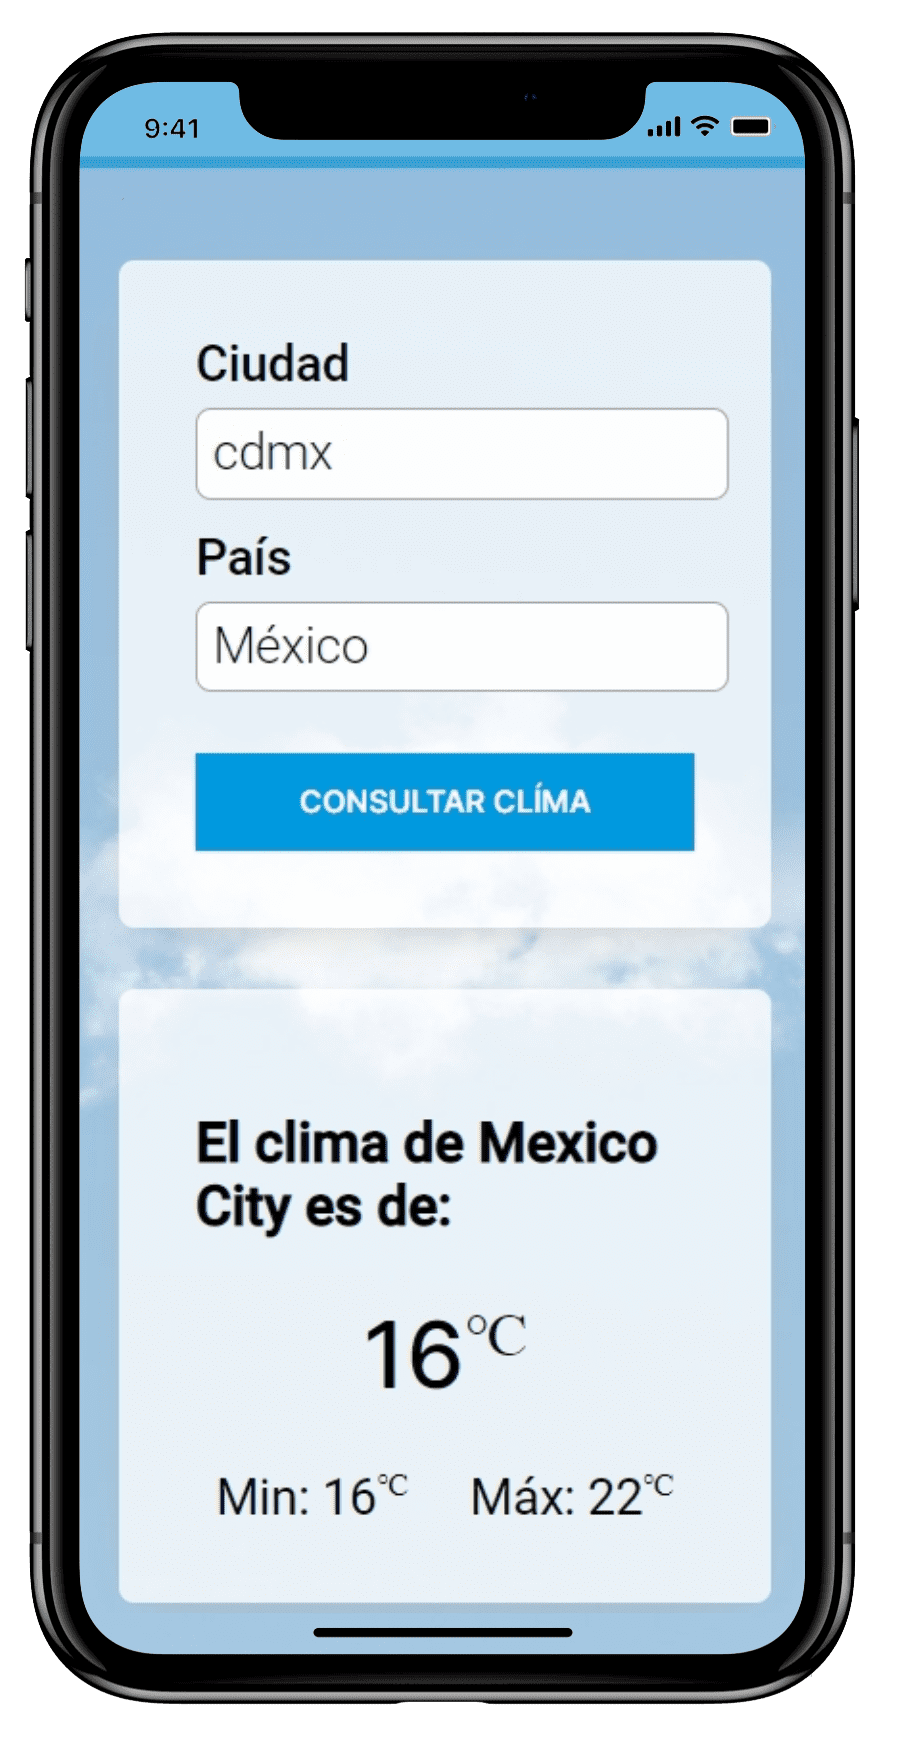 9:41
Ciudad
cdmx
País
México
CONSULTAR CLÍMA
El clima de Mexico
City es de:
16°C
Min: 16°C Máx: 22°C